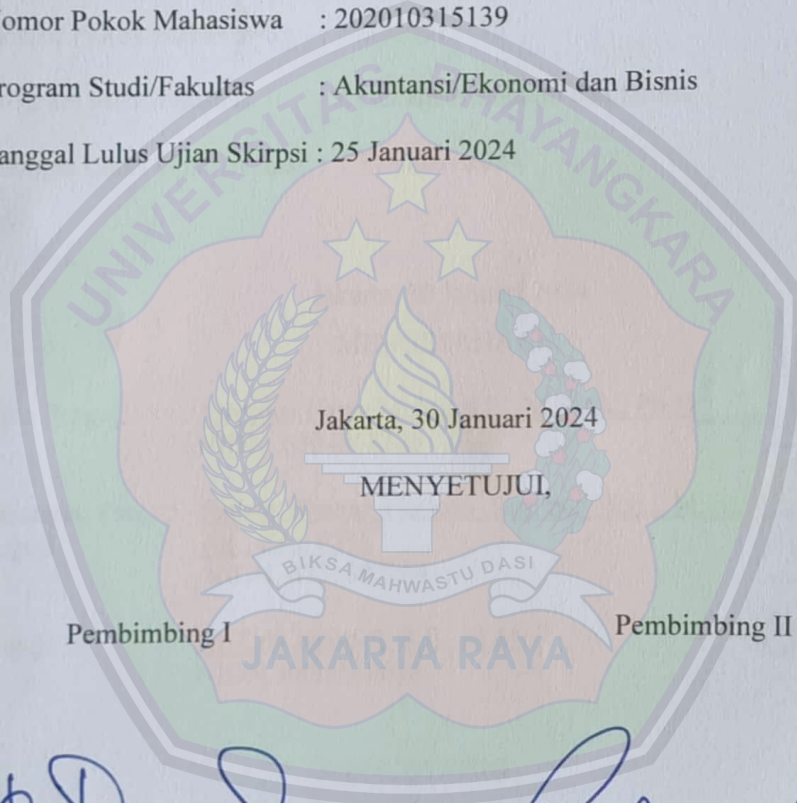 omor Pokok Mahasiswa : 202010315139
rogram Studi/Fakultas : Akuntansi/Ekonomi dan Bisnis
anggal Lulus Ujian Skirpsi : 25 Januari 2024
UNIVERSITAS BHAYANGKARA
Jakarta, 30 Januari 2024
MENYETUJUI,
BIKSA MAHWASTU DASI
Pembimbing I
Pembimbing II
JAKARTA RAYA